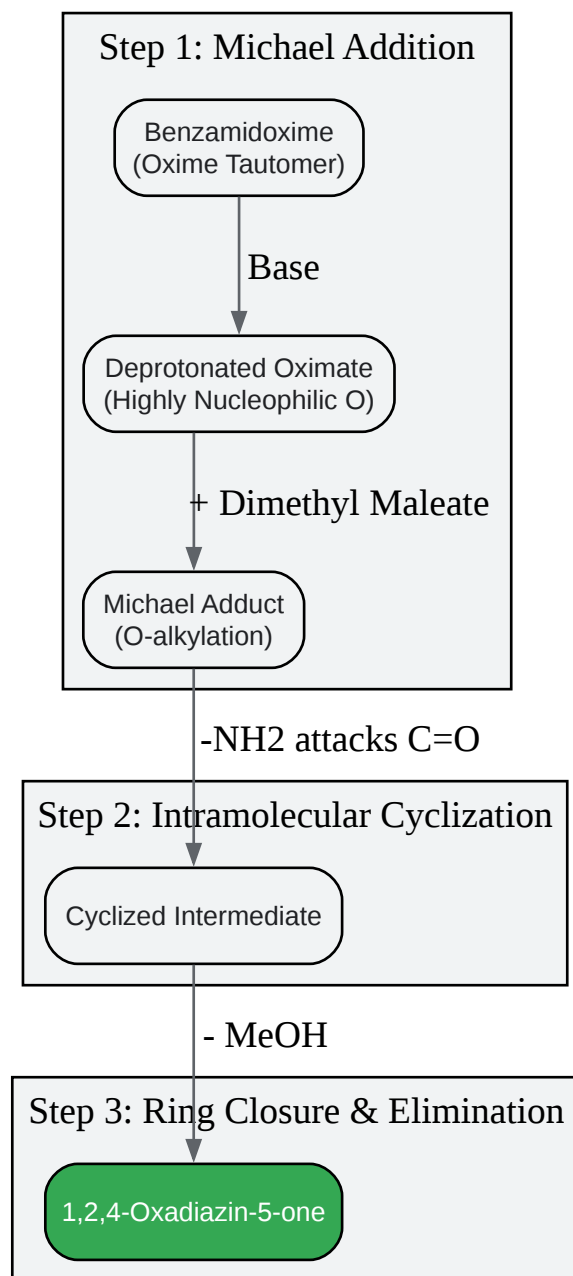 Step 1: Michael Addition
Benzamidoxime
(Oxime Tautomer)
Base
Deprotonated Oximate
(Highly Nucleophilic O)
+ Dimethyl Maleate
Michael Adduct
(O-alkylation)
-NH2 attacks C=O
Step 2: Intramolecular Cyclization
Cyclized Intermediate
- MeOH
Step 3: Ring Closure & Elimination
1,2,4-Oxadiazin-5-one